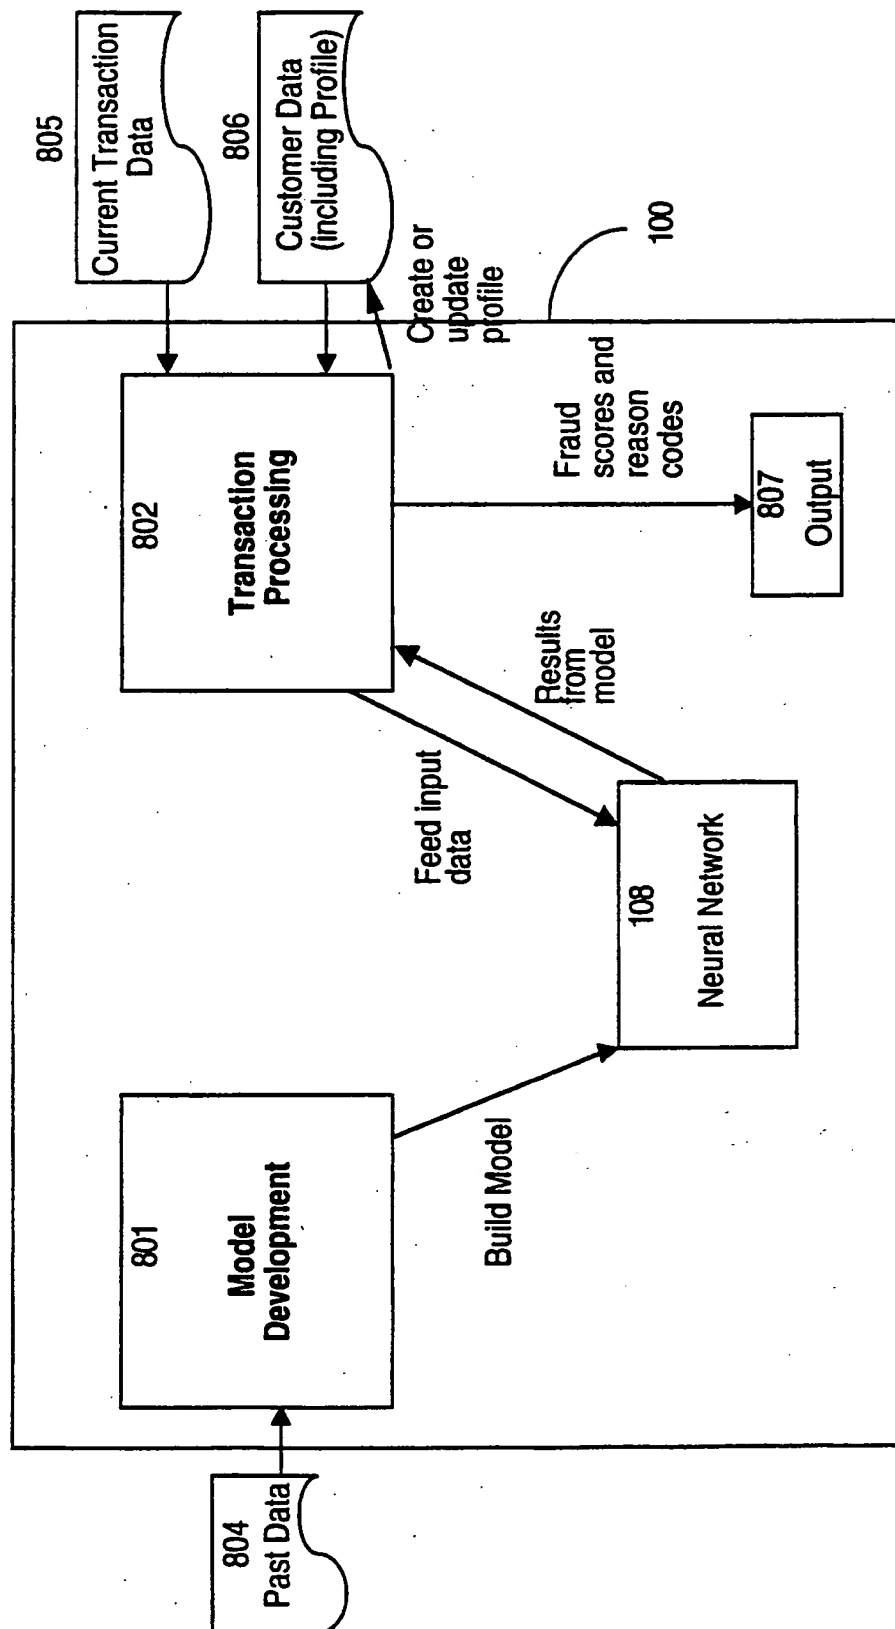 804
Past Data
801
Model
Development
Build Model
108
Neural Network
Feed input
data
Results
from
model
802
Transaction
Processing
Fraud
scores and
reason
codes
807
Output
Create or
update
profile
100
805
Current Transaction
Data
806
Customer Data
(including Profile)